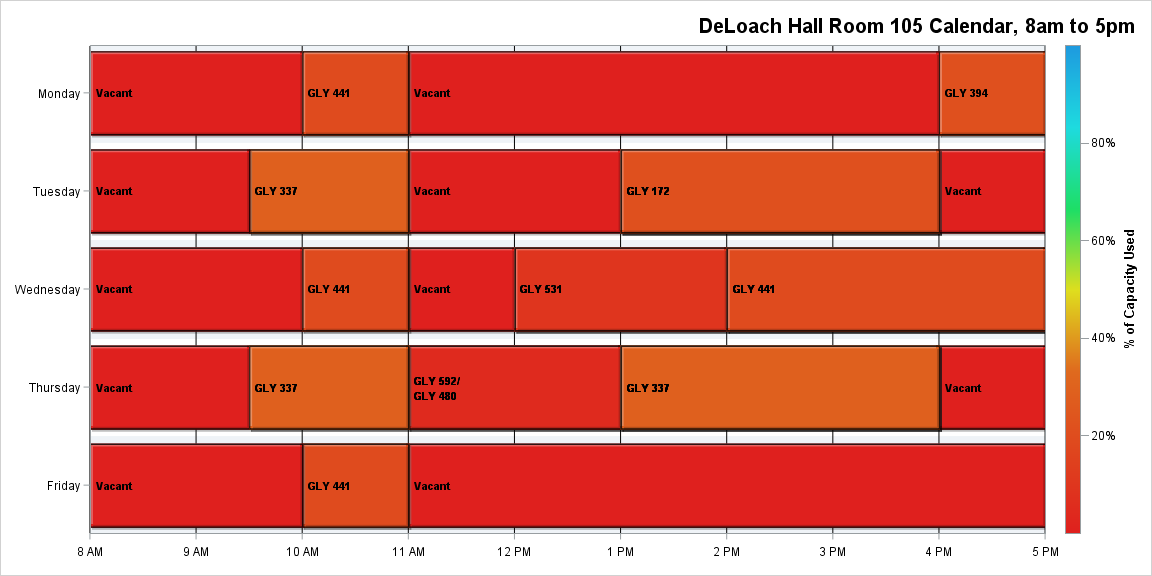 DeLoach Hall Room 105 Calendar, 8am to 5pm
Monday
Vacant
GLY 441
Vacant
GLY 394
Tuesday
Vacant
GLY 337
Vacant
GLY 172
Vacant
Wednesday
Vacant
GLY 441
Vacant
GLY 531
GLY 441
Thursday
Vacant
GLY 337
GLY 592/
GLY 480
GLY 337
Vacant
Friday
Vacant
GLY 441
Vacant
8 AM
9 AM
10 AM
11 AM
12 PM
1 PM
2 PM
3 PM
4 PM
5 PM
80%
60%
40%
20%
% of Capacity Used